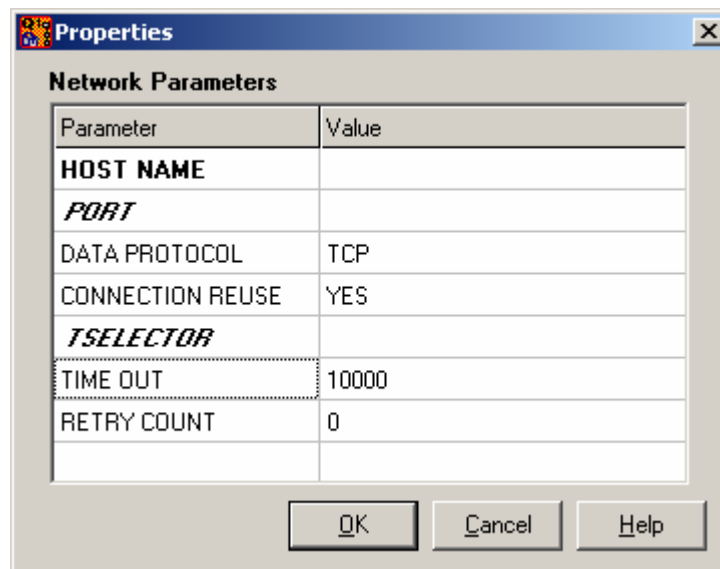 Properties
Network Parameters
Parameter Value
HOST NAME
PORT
DATA PROTOCOL TCP
CONNECTION REUSE YES
TSELECTOR
TIME OUT 10000
RETRY COUNT 0
OK Cancel Help